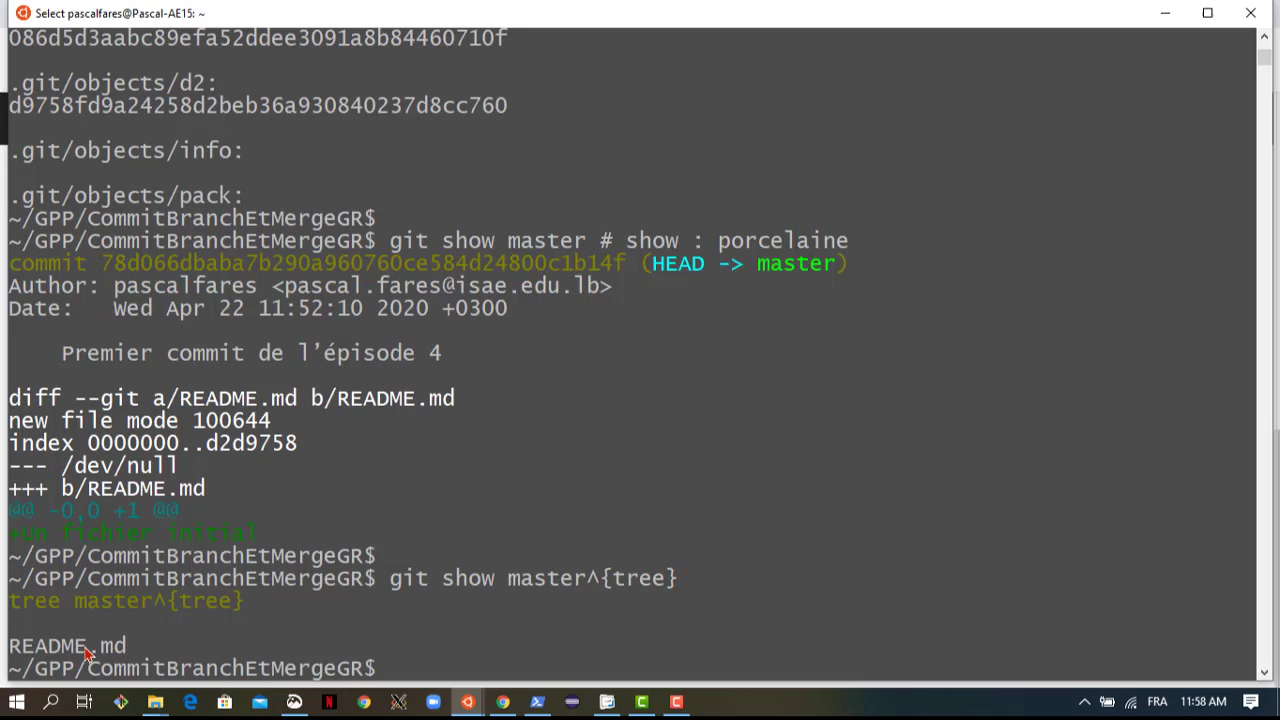 Select pascalfares@Pascal-AE15: ~
086d5d3aabc89efa52ddee3091a8b84460710f
.git/objects/d2:
d9758fd9a24258d2beb36a930840237d8cc760
.git/objects/info:
.git/objects/pack:
~/GPP/CommitBranchEtMergeGR$
~/GPP/CommitBranchEtMergeGR$ git show master # show : porcelaine
commit 78d066dbaba7b290a960760ce584d24800c1b14f (HEAD -> master)
Author: pascalfares <pascal.fares@isae.edu.lb>
Date:   Wed Apr 22 11:52:10 2020 +0300
Premier commit de l’épisode 4
diff --git a/README.md b/README.md
new file mode 100644
index 0000000..d2d9758
--- /dev/null
+++ b/README.md
@@ -0,0 +1 @@
+un fichier initial
~/GPP/CommitBranchEtMergeGR$
~/GPP/CommitBranchEtMergeGR$ git show master^{tree}
tree master^{tree}
README.md
~/GPP/CommitBranchEtMergeGR$
FRA
11:58 AM